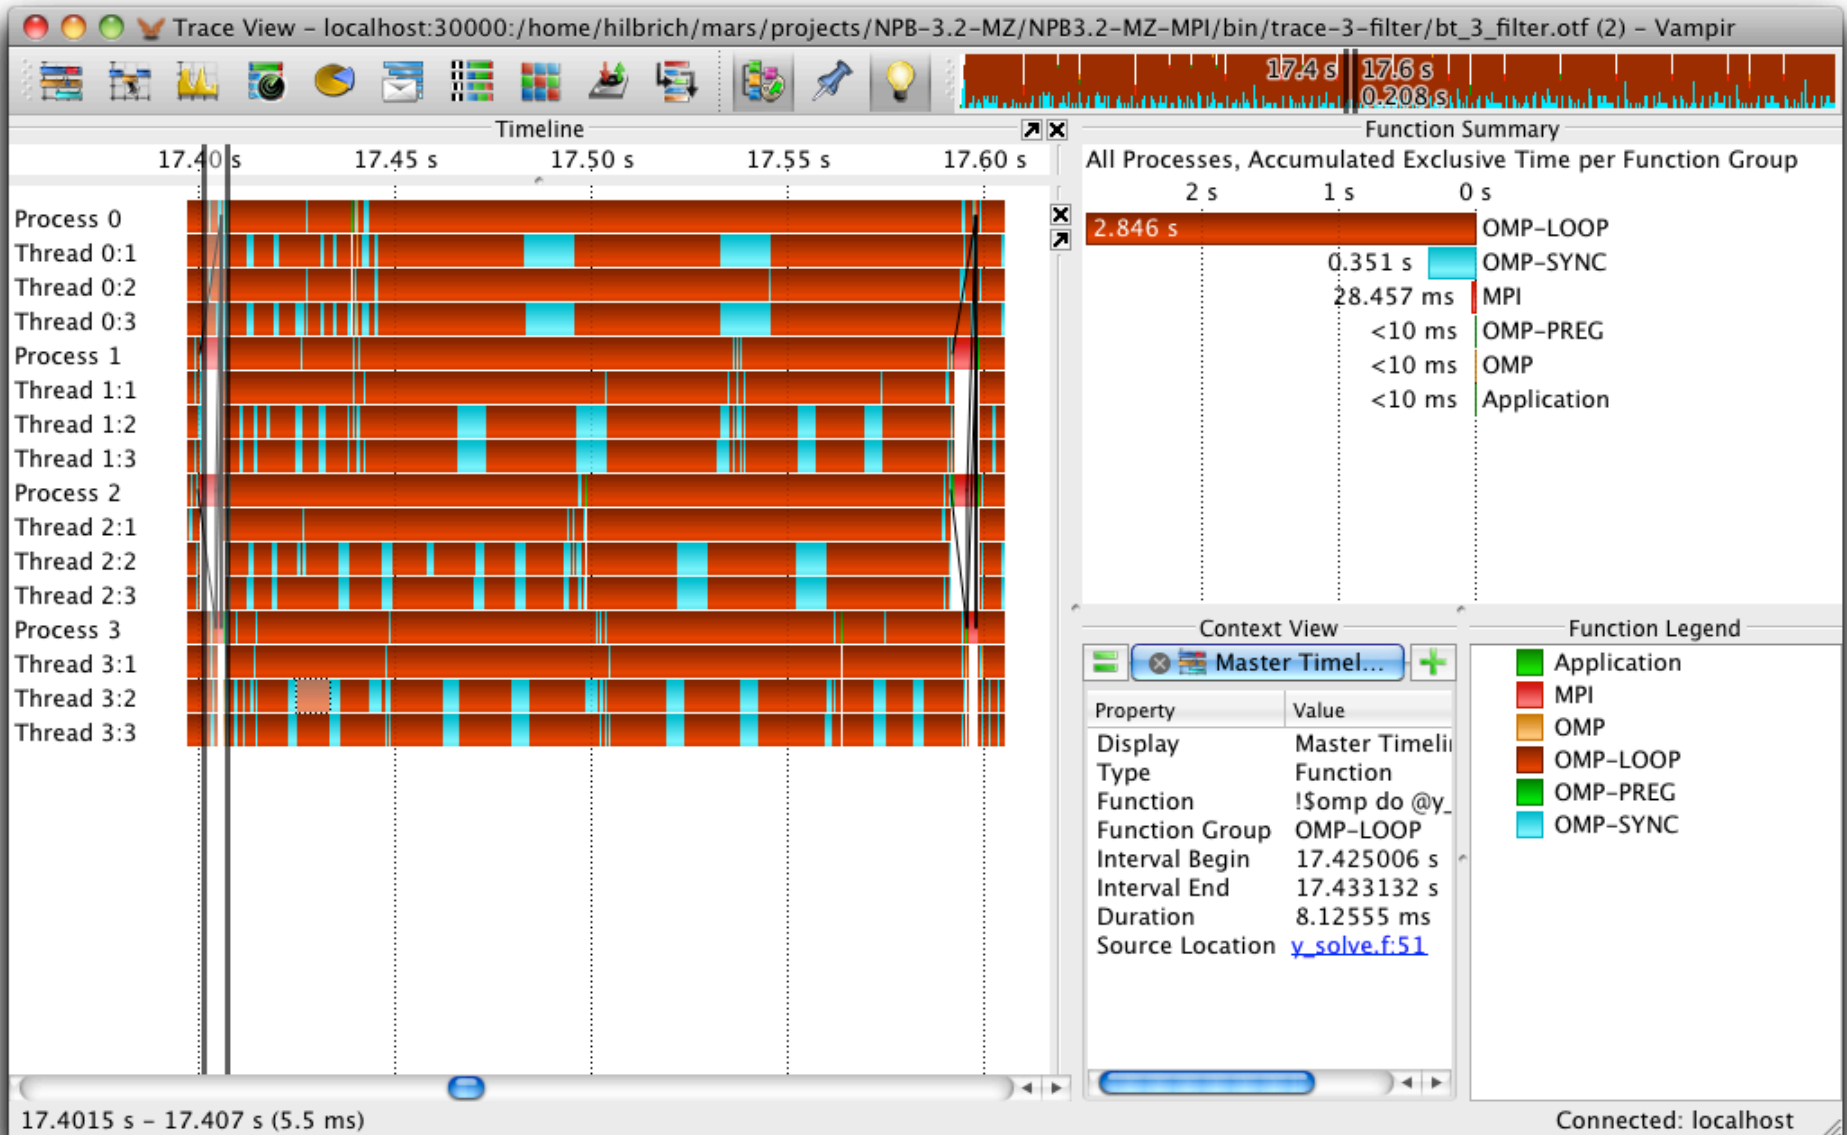 Trace View – localhost:30000:/home/hilbrich/mars/projects/NPB-3.2-MZ/NPB3.2-MZ-MPI/bin/trace-3-filter/bt_3_filter.otf (2) – Vampir
17.4 s 17.6 s
0.208 s
Timeline
17.40 s 17.45 s 17.50 s 17.55 s 17.60 s
Process 0
Thread 0:1
Thread 0:2
Thread 0:3
Process 1
Thread 1:1
Thread 1:2
Thread 1:3
Process 2
Thread 2:1
Thread 2:2
Thread 2:3
Process 3
Thread 3:1
Thread 3:2
Thread 3:3
Function Summary
All Processes, Accumulated Exclusive Time per Function Group
2 s 1 s 0 s
2.846 s OMP-LOOP
0.351 s OMP-SYNC
28.457 ms MPI
<10 ms OMP-PREG
<10 ms OMP
<10 ms Application
Context View
Master Timel...
Property Value
Display Master Timeli
Type Function
Function !$omp do @y_
Function Group OMP-LOOP
Interval Begin 17.425006 s
Interval End 17.433132 s
Duration 8.12555 ms
Source Location y_solve.f:51
Function Legend
Application
MPI
OMP
OMP-LOOP
OMP-PREG
OMP-SYNC
17.4015 s – 17.407 s (5.5 ms)
Connected: localhost